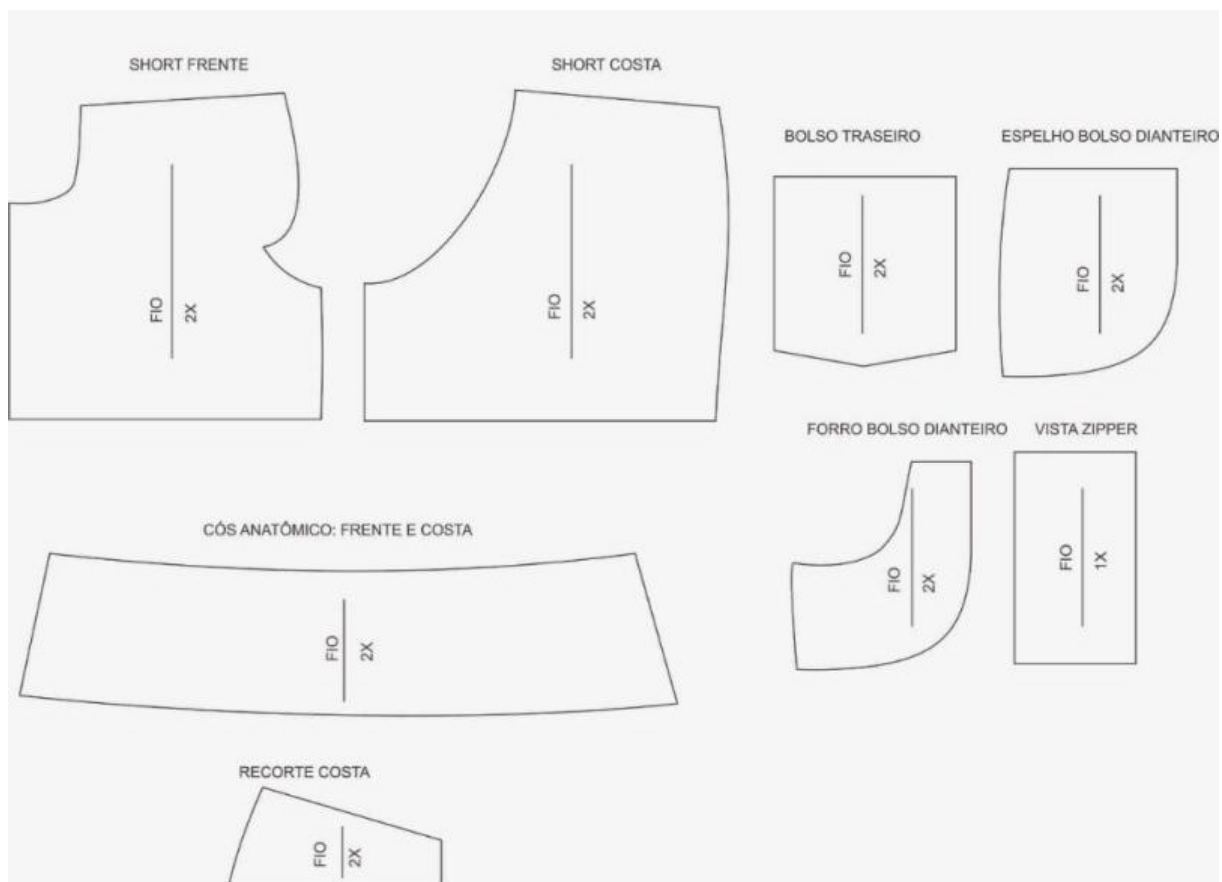 SHORT FRENTE
FIO
2X
SHORT COSTA
FIO
2X
BOLSO TRASEIRO
FIO
2X
ESPELHO BOLSO DIANTEIRO
FIO
2X
FORRO BOLSO DIANTEIRO
FIO
2X
VISTA ZIPPER
FIO
1X
CÓS ANATÔMICO: FRENTE E COSTA
FIO
2X
RECORTE COSTA
FIO
2X